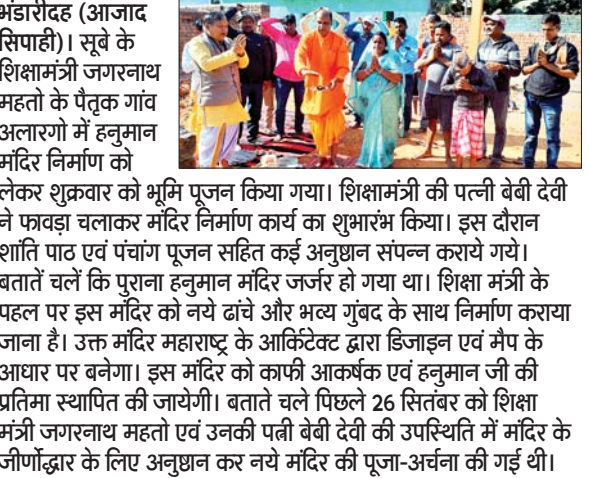 भंडारीदह (आजाद
सिपाही)। सूबे के
शिक्षामंत्री जगरनाथ
महतो के पैतृक गांव
अलारगो में हनुमान
मंदिर निर्माण को
लेकर शुक्रवार को भूमि पूजन किया गया। शिक्षामंत्री की पत्नी बेबी देवी
ने फावड़ा चलाकर मंदिर निर्माण कार्य का शुभारंभ किया। इस दौरान
शांति पाठ एवं पंचांग पूजन सहित कई अनुष्ठान संपन्न कराये गये।
बतातें चलें कि पुराना हनुमान मंदिर जर्जर हो गया था। शिक्षा मंत्री के
पहल पर इस मंदिर को नये ढांचे और भव्य गुंबद के साथ निर्माण कराया
जाना है। उक्त मंदिर महाराष्ट्र के आर्किटेक्ट द्वारा डिजाइन एवं मैप के
आधार पर बनेगा। इस मंदिर को काफी आकर्षक एवं हनुमान जी की
प्रतिमा स्थापित की जायेगी। बताते चले पिछले 26 सितंबर को शिक्षा
मंत्री जगरनाथ महतो एवं उनकी पत्नी बेबी देवी की उपस्थिति में मंदिर के
जीर्णोद्धार के लिए अनुष्ठान कर नये मंदिर की पूजा-अर्चना की गई थी।